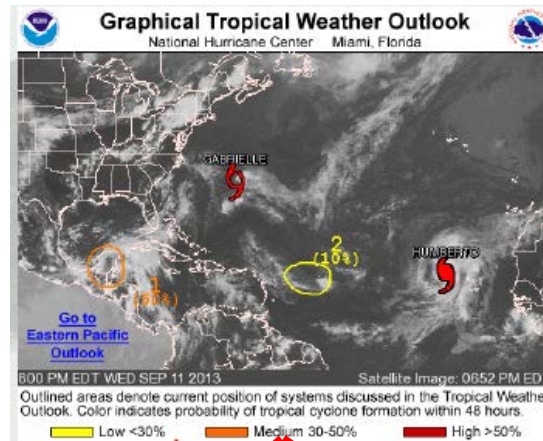 Graphical Tropical Weather Outlook
National Hurricane Center Miami, Florida
GABRIELLE
2
(10%)
HUMBERTO
1
Go to
Eastern Pacific
Outlook
800 PM EDT WED SEP 11 2013 Satellite Image: 0652 PM ED
Outlined areas denote current position of systems discussed in the Tropical Weathe
Outlook. Color indicates probability of tropical cyclone formation within 48 hours.
Low <30% Medium 30-50% High >50%